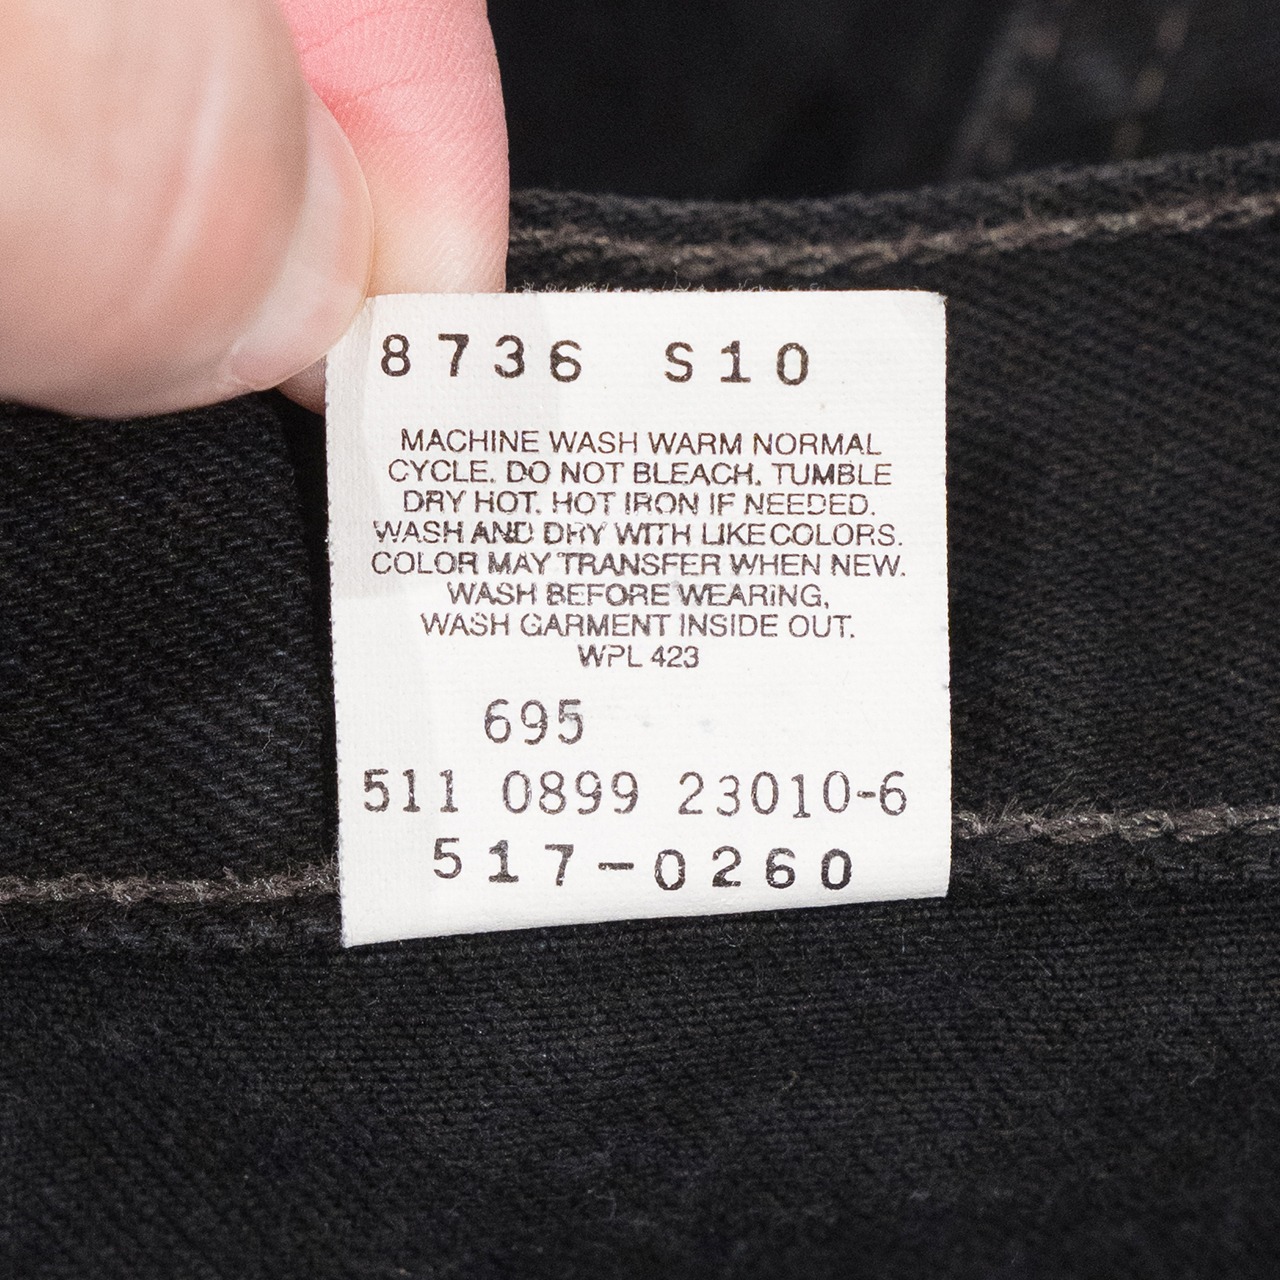 8736 S10
MACHINE WASH WARM NORMAL
CYCLE. DO NOT BLEACH. TUMBLE
DRY HOT. HOT IRON IF NEEDED.
WASH AND DRY WITH LIKE COLORS.
COLOR MAY TRANSFER WHEN NEW.
WASH BEFORE WEARING,
WASH GARMENT INSIDE OUT.
WPL 423
695
511 0899 23010-6
517-0260